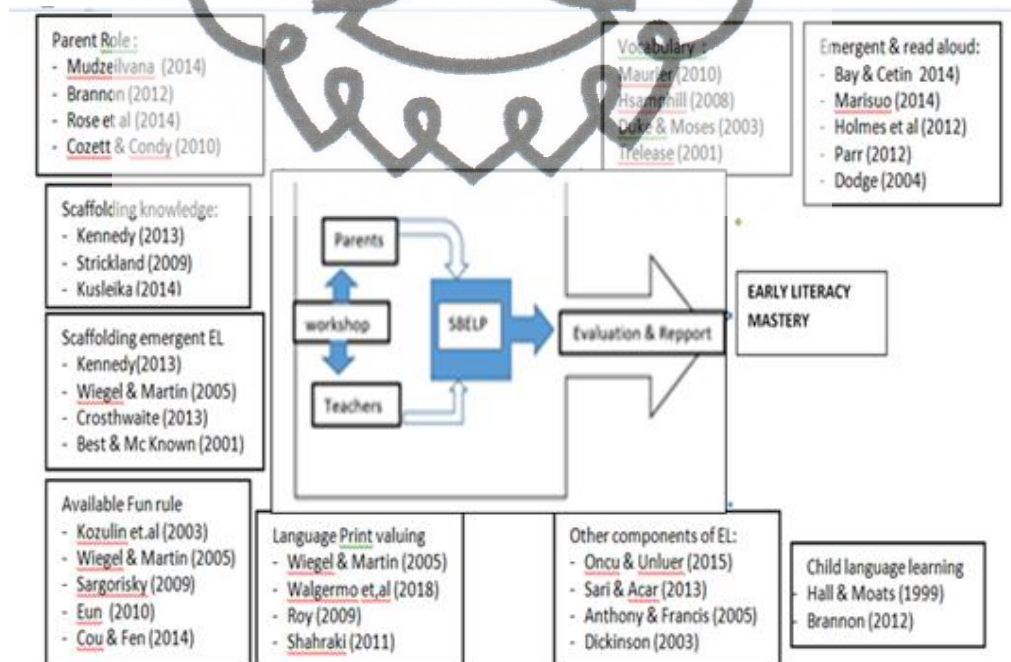 Parent Role :
- Mudzeilvana (2014)
- Brannon (2012)
- Rose et al (2014)
- Cozett & Condy (2010)
Vocabulary :
- Maurier (2010)
- Hsamphill (2008)
- Duke & Moses (2003)
- Trelease (2001)
Emergent & read aloud:
- Bay & Cetin 2014)
- Marisuo (2014)
- Holmes et al (2012)
- Parr (2012)
- Dodge (2004)
Scaffolding knowledge:
- Kennedy (2013)
- Strickland (2009)
- Kusleika (2014)
Scaffolding emergent EL
- Kennedy(2013)
- Wiegel & Martin (2005)
- Crosthwaite (2013)
- Best & Mc Known (2001)
Parents
workshop
Teachers
SBELP
Evaluation & Repport
EARLY LITERACY
MASTERY
Available Fun rule
- Kozulin et.al (2003)
- Wiegel & Martin (2005)
- Sargorisky (2009)
- Eun (2010)
- Cou & Fen (2014)
Language Print valuing
- Wiegel & Martin (2005)
- Walgermo et,al (2018)
- Roy (2009)
- Shahraki (2011)
Other components of EL:
- Oncu & Unluer (2015)
- Sari & Acar (2013)
- Anthony & Francis (2005)
- Dickinson (2003)
Child language learning
- Hall & Moats (1999)
- Brannon (2012)